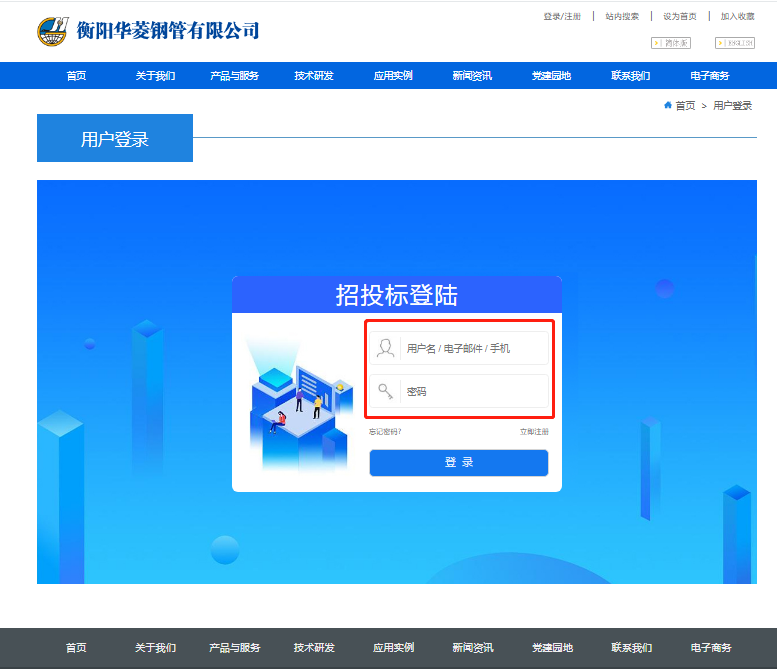 登录/注册 | 站内搜索 | 设为首页 | 加入收藏
衡阳华菱钢管有限公司
简体版 ENGLISH
首页 关于我们 产品与服务 技术研发 应用实例 新闻资讯 党建园地 联系我们 电子商务
首页 > 用户登录
用户登录
招投标登陆
用户名 / 电子邮件 / 手机
密码
忘记密码? 立即注册
登 录
首页 关于我们 产品与服务 技术研发 应用实例 新闻资讯 党建园地 联系我们 电子商务